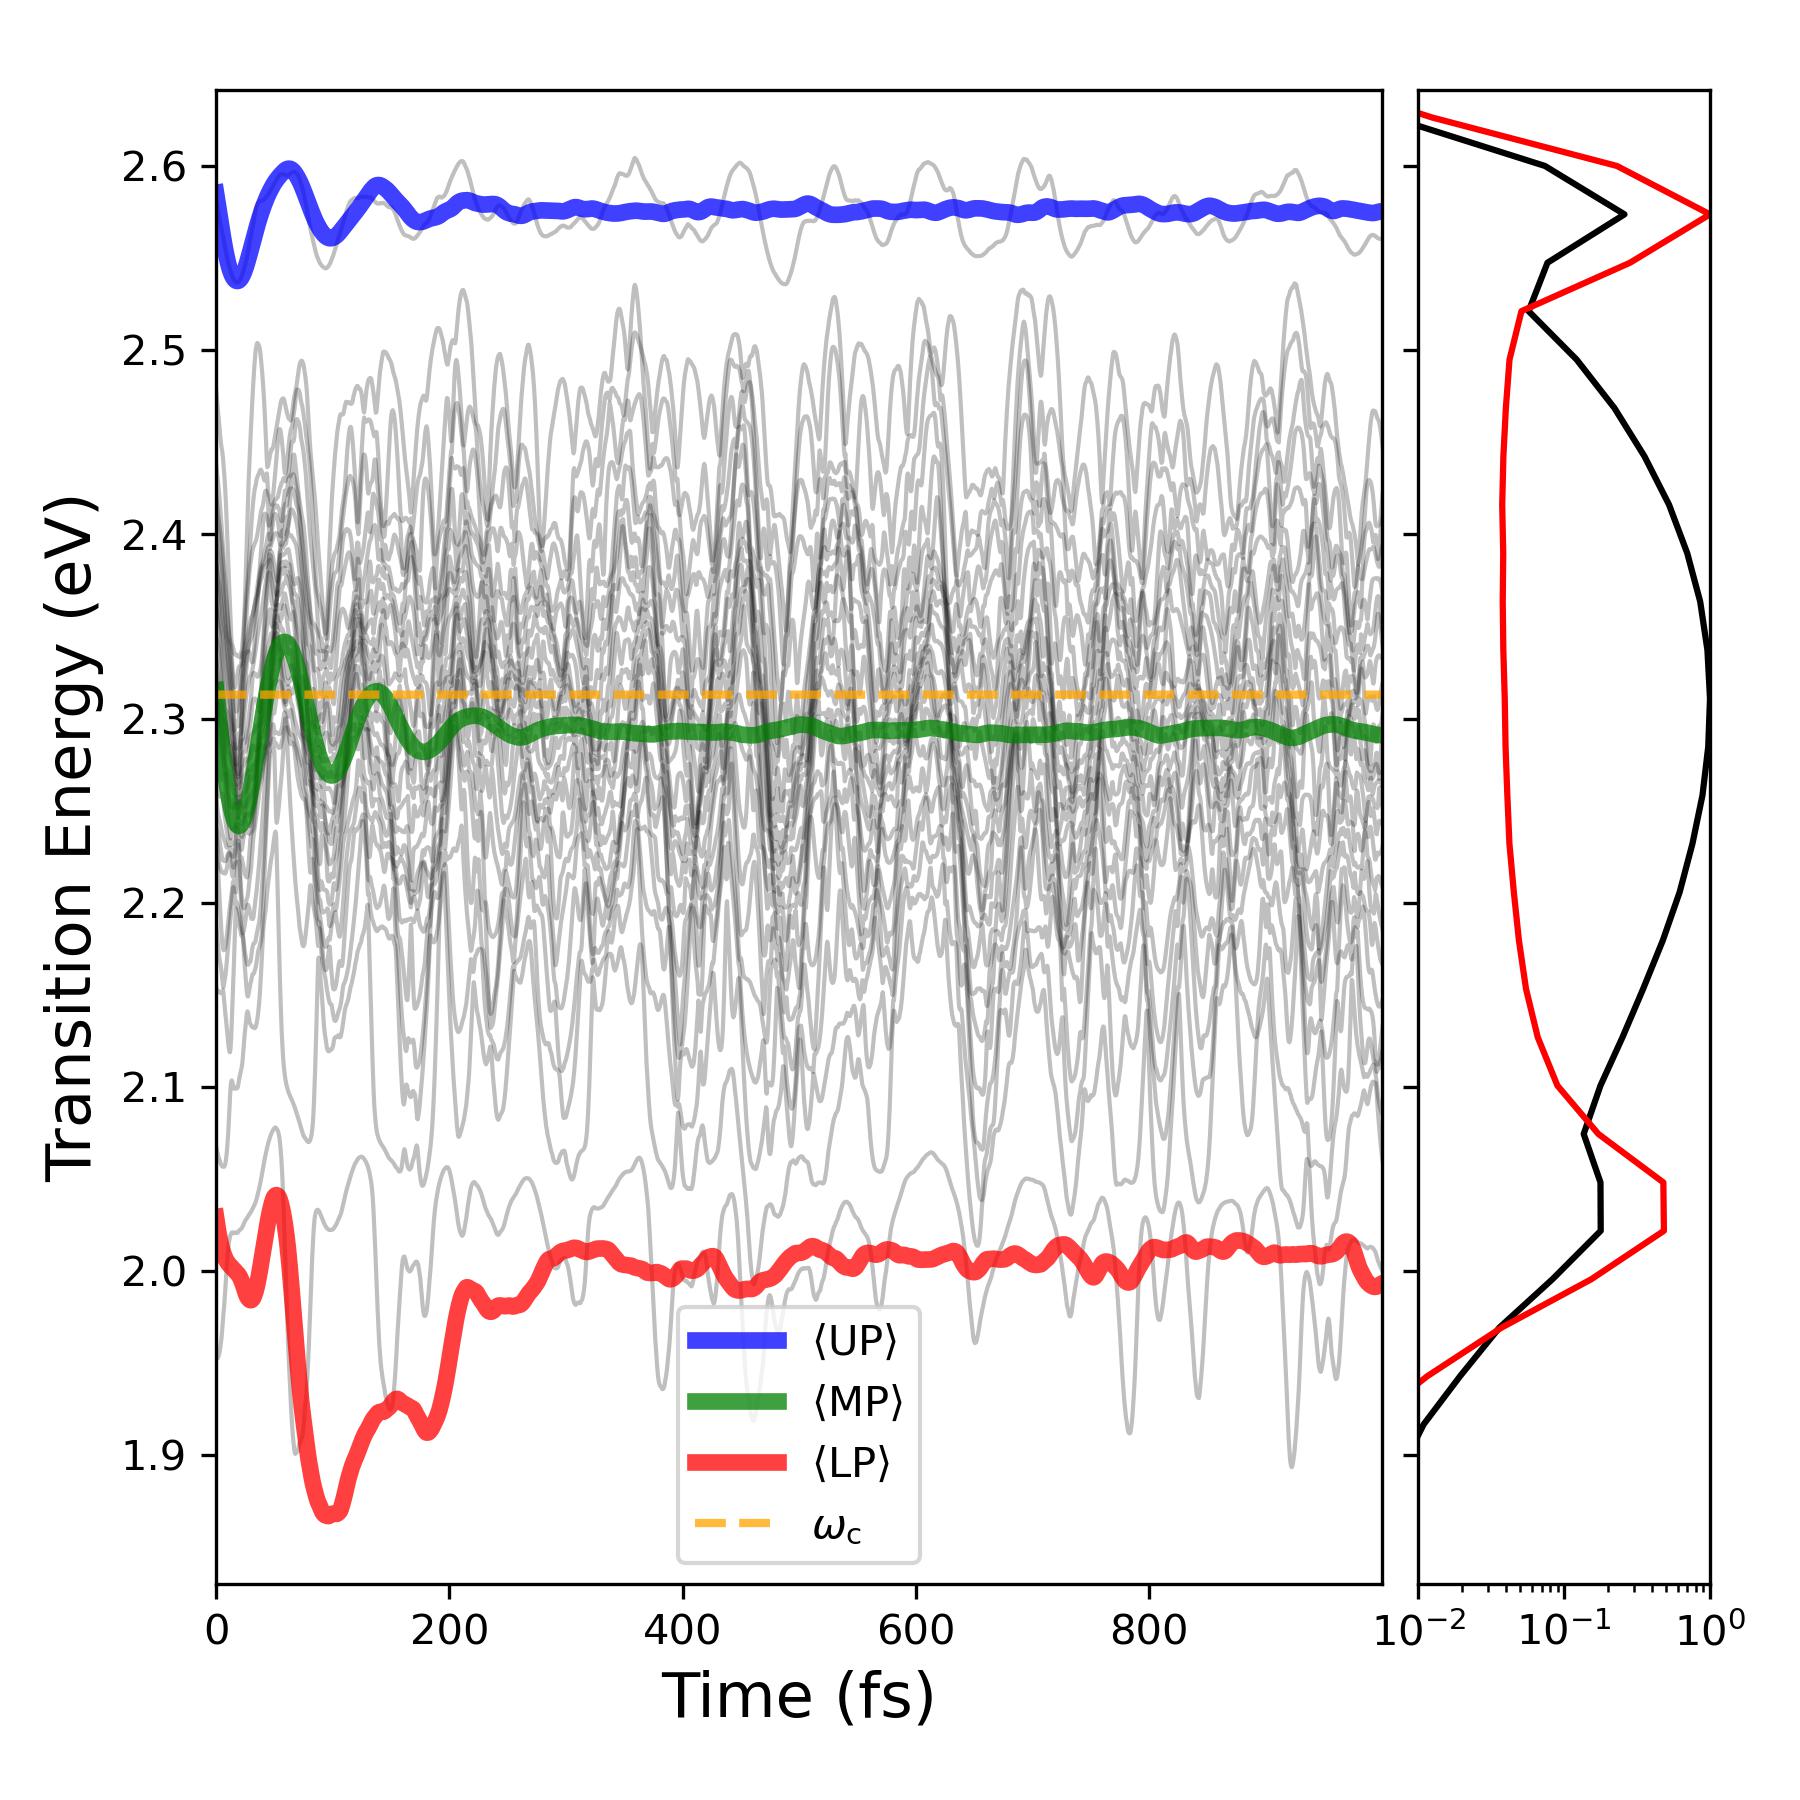 Transition Energy (eV)
2.6
2.5
2.4
2.3
2.2
2.1
2.0
1.9
⟨UP⟩
⟨MP⟩
⟨LP⟩
ω_c
0 200 400 600 800
10⁻² 10⁻¹ 10⁰
Time (fs)